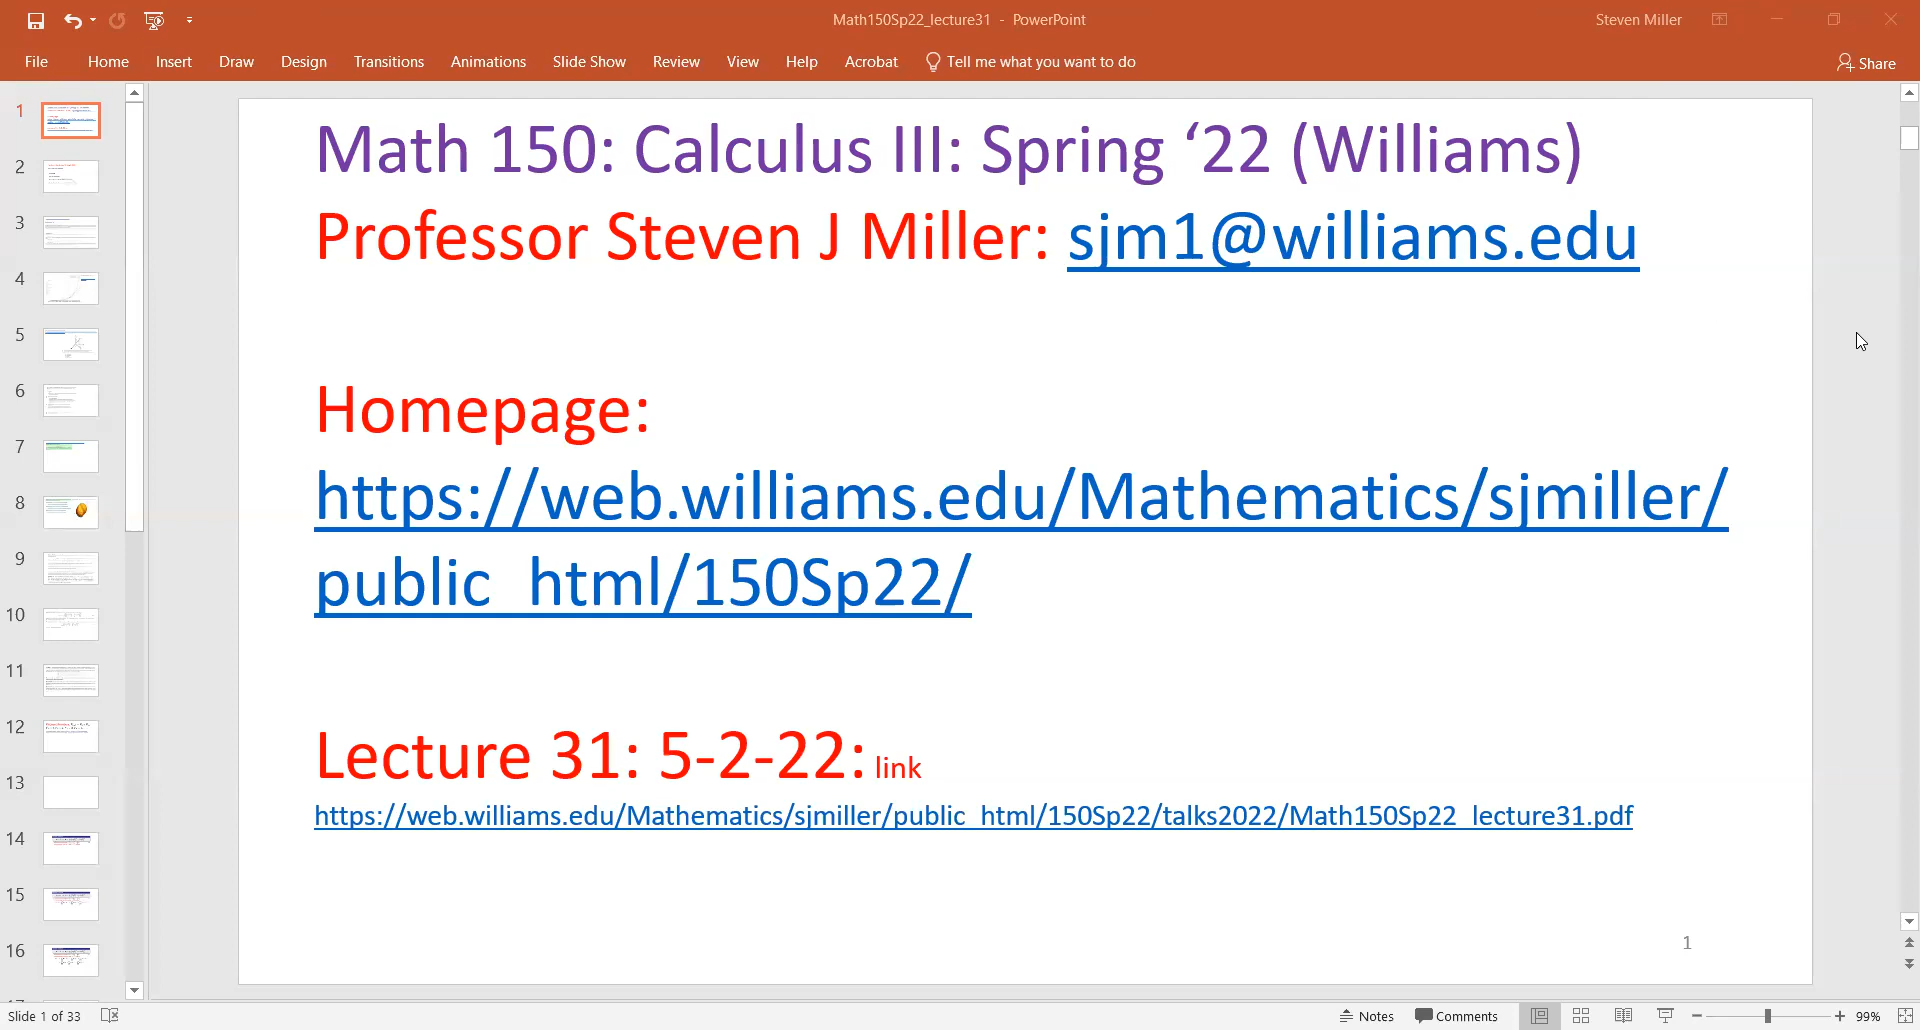 Math150Sp22_lecture31 - PowerPoint
Steven Miller
File Home Insert Draw Design Transitions Animations Slide Show Review View Help Acrobat Tell me what you want to do
Share
1
2
3
4
5
6
7
8
9
10
11
12
13
14
15
16
Math 150: Calculus III: Spring ‘22 (Williams)
Professor Steven J Miller: sjm1@williams.edu
Homepage:
https://web.williams.edu/Mathematics/sjmiller/
public_html/150Sp22/
Lecture 31: 5-2-22: link
https://web.williams.edu/Mathematics/sjmiller/public_html/150Sp22/talks2022/Math150Sp22_lecture31.pdf
1
Slide 1 of 33
Notes
Comments
99%